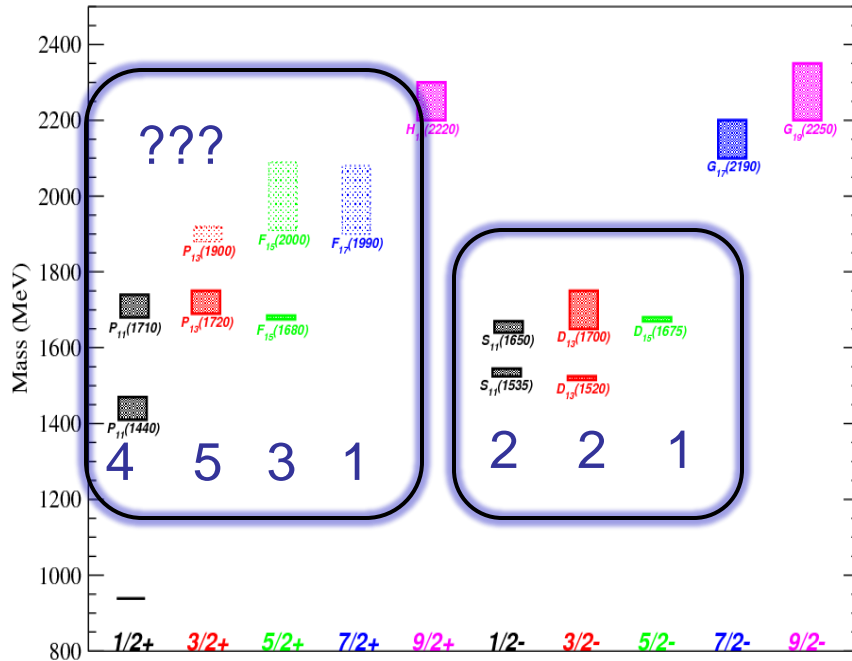 2400
2200
2000
1800
1600
1400
1200
1000
800
Mass (MeV)
???
H1 (2220)
G19(2250)
G17(2190)
P13(1900)
F15(2000)
F17(1990)
P11(1710)
P13(1720)
F15(1680)
S11(1650)
D13(1700)
D15(1675)
S11(1535)
D13(1520)
P11(1440)
4 5 3 1
2 2 1
1/2+ 3/2+ 5/2+ 7/2+ 9/2+ 1/2- 3/2- 5/2- 7/2- 9/2-